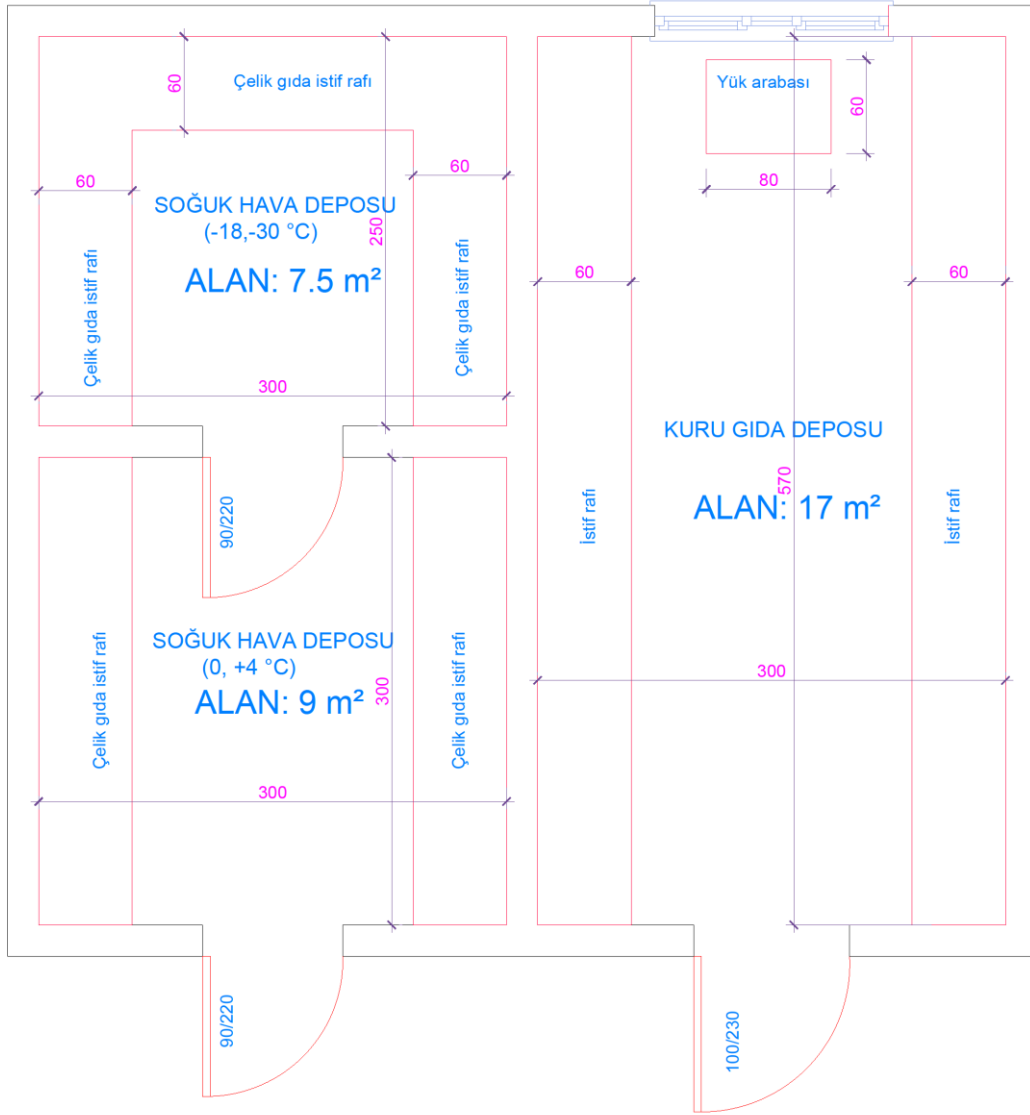 60
Çelik gıda istif rafı
Yük arabası
60
80
60
60
SOĞUK HAVA DEPOSU
(-18,-30 °C)
250
ALAN: 7.5 m²
Çelik gıda istif rafı
Çelik gıda istif rafı
300
60
60
KURU GIDA DEPOSU
570
ALAN: 17 m²
İstif rafı
İstif rafı
90/220
SOĞUK HAVA DEPOSU
(0, +4 °C)
ALAN: 9 m²
300
Çelik gıda istif rafı
Çelik gıda istif rafı
300
300
90/220
100/230